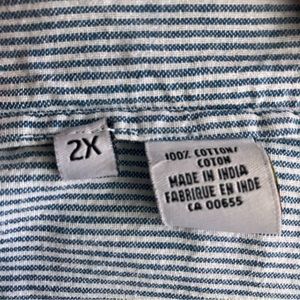 2X
100% COTTON/
COTON
MADE IN INDIA
FABRIQUE EN INDE
CA 00655